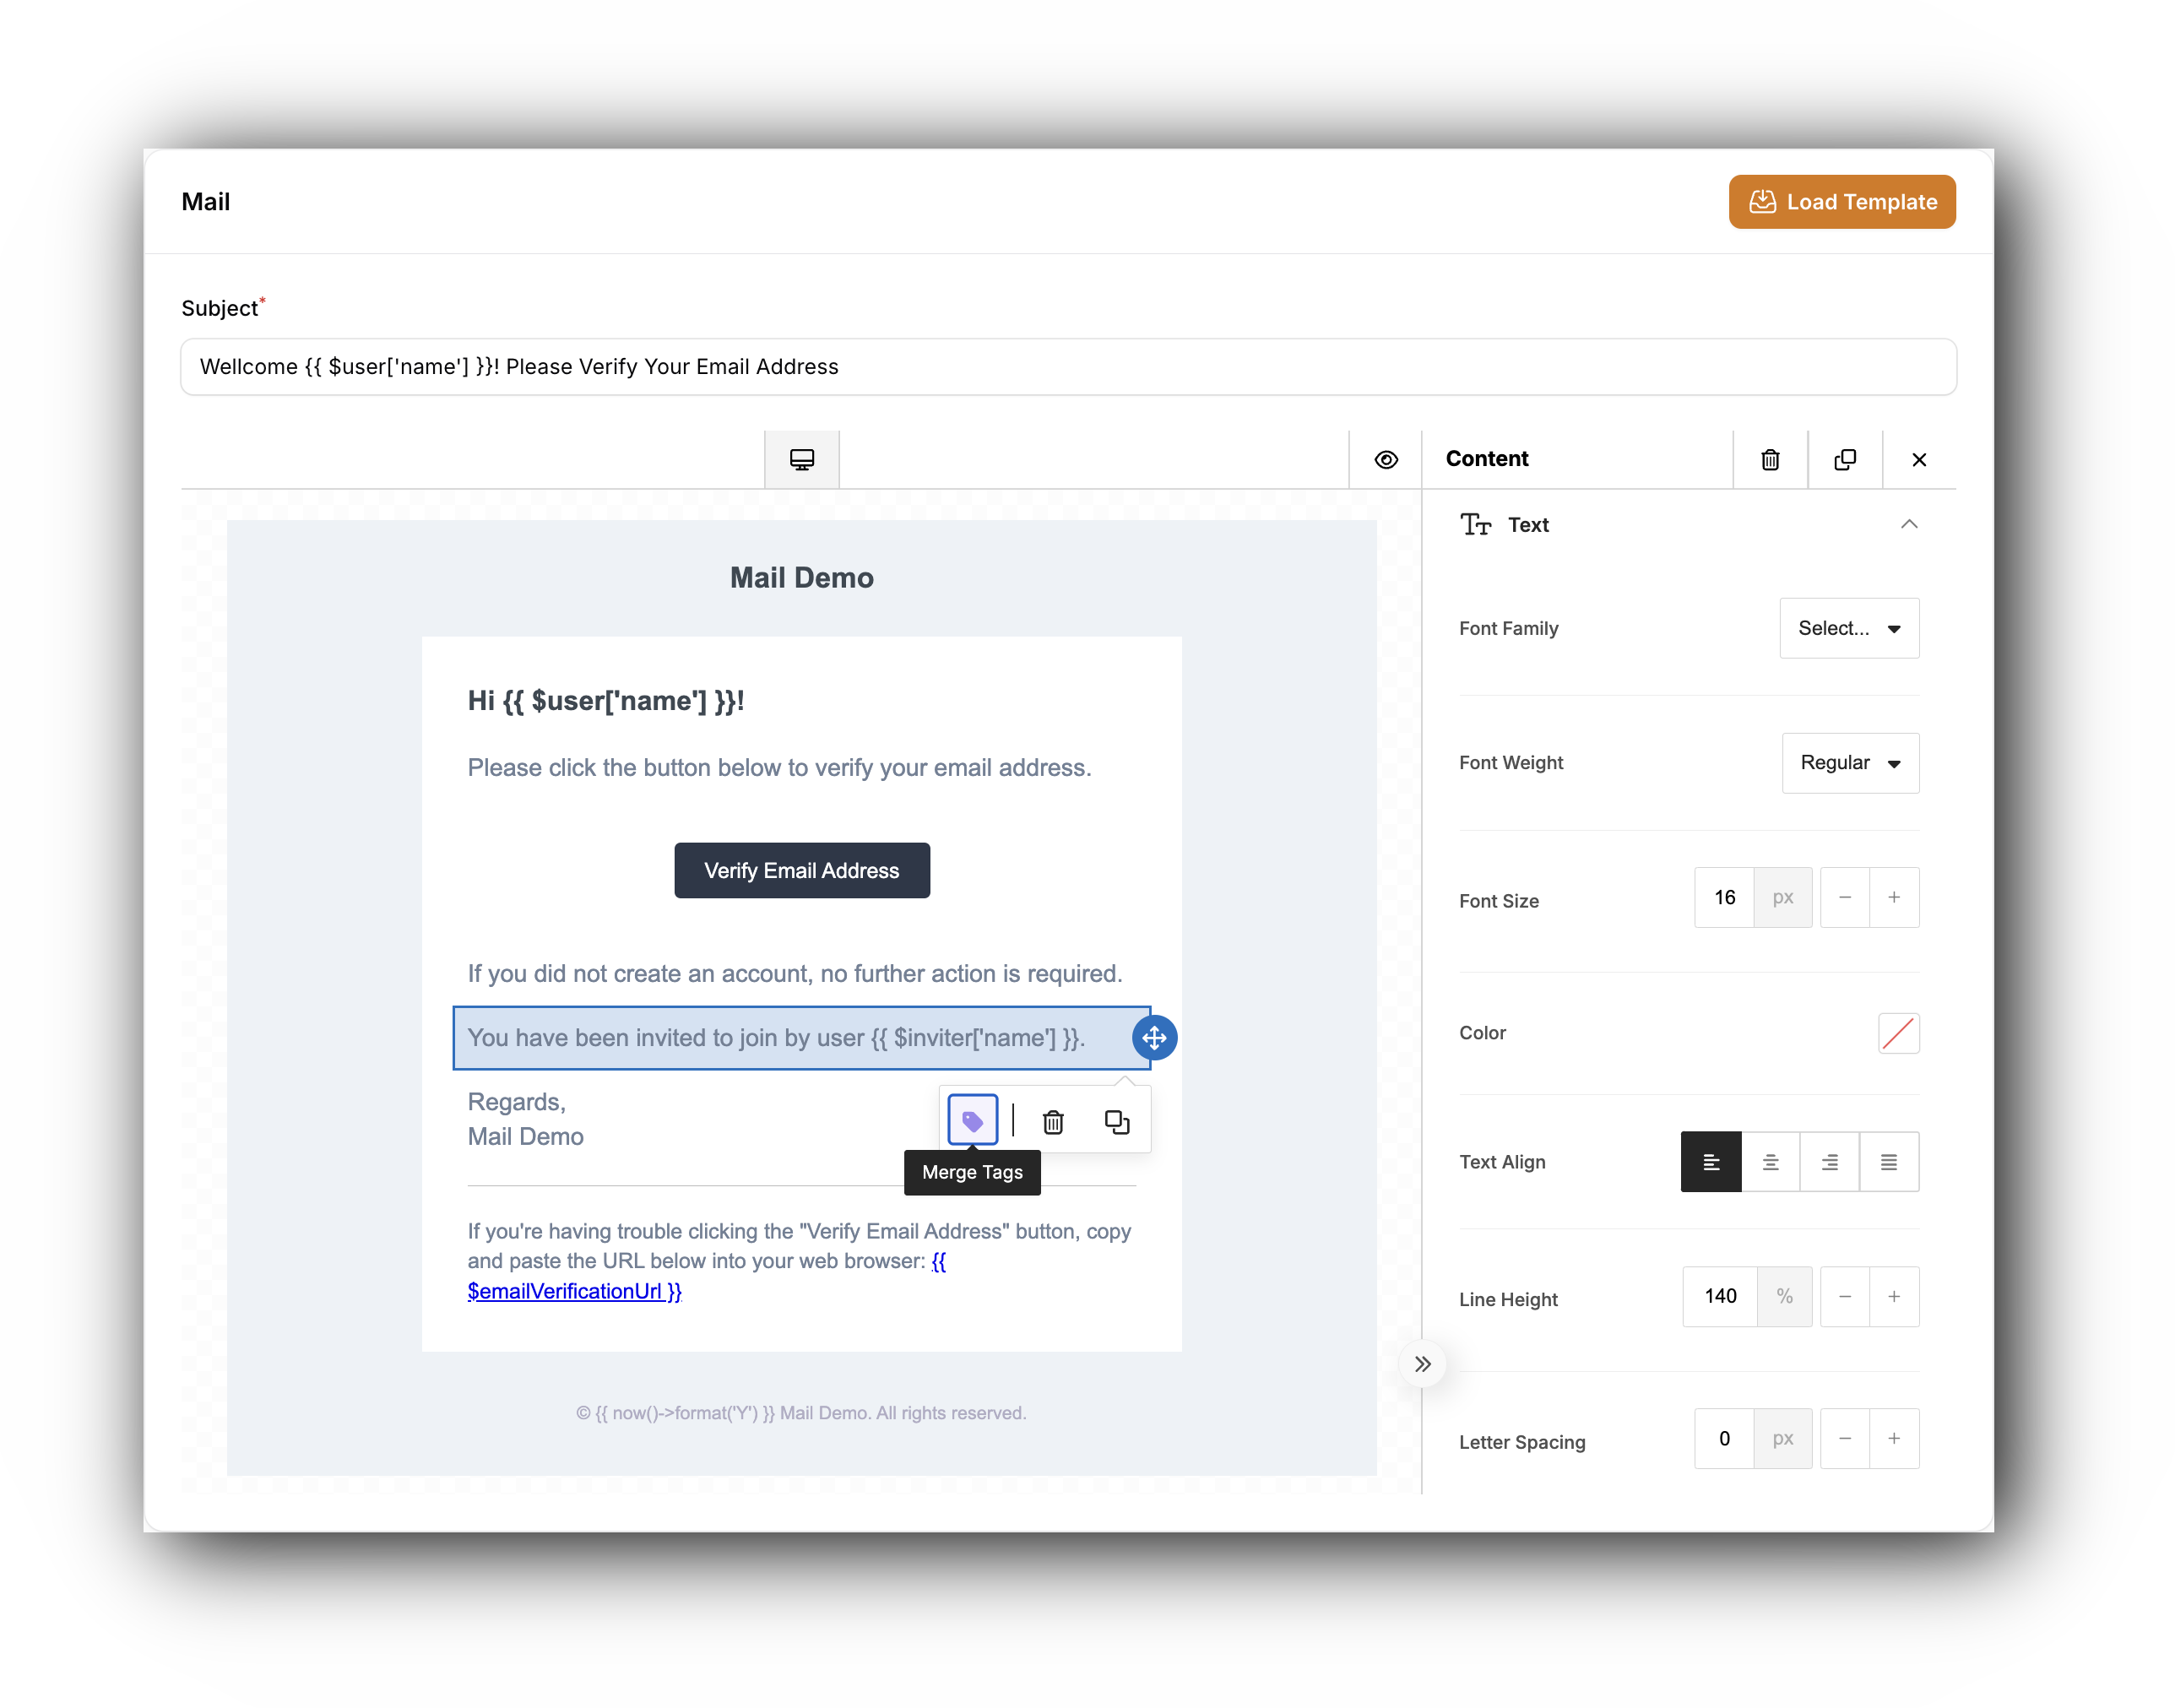 Mail
Load Template
Subject*
Wellcome {{ $user['name'] }}! Please Verify Your Email Address
Content
Text
Mail Demo
Hi {{ $user['name'] }}!
Please click the button below to verify your email address.
Verify Email Address
If you did not create an account, no further action is required.
You have been invited to join by user {{ $inviter['name'] }}.
Regards,
Mail Demo
Merge Tags
If you're having trouble clicking the "Verify Email Address" button, copy
and paste the URL below into your web browser: {{
$emailVerificationUrl }}
© {{ now()->format('Y') }} Mail Demo. All rights reserved.
Font Family
Select...
Font Weight
Regular
Font Size
16 px − +
Color
Text Align
Line Height
140 % − +
Letter Spacing
0 px − +